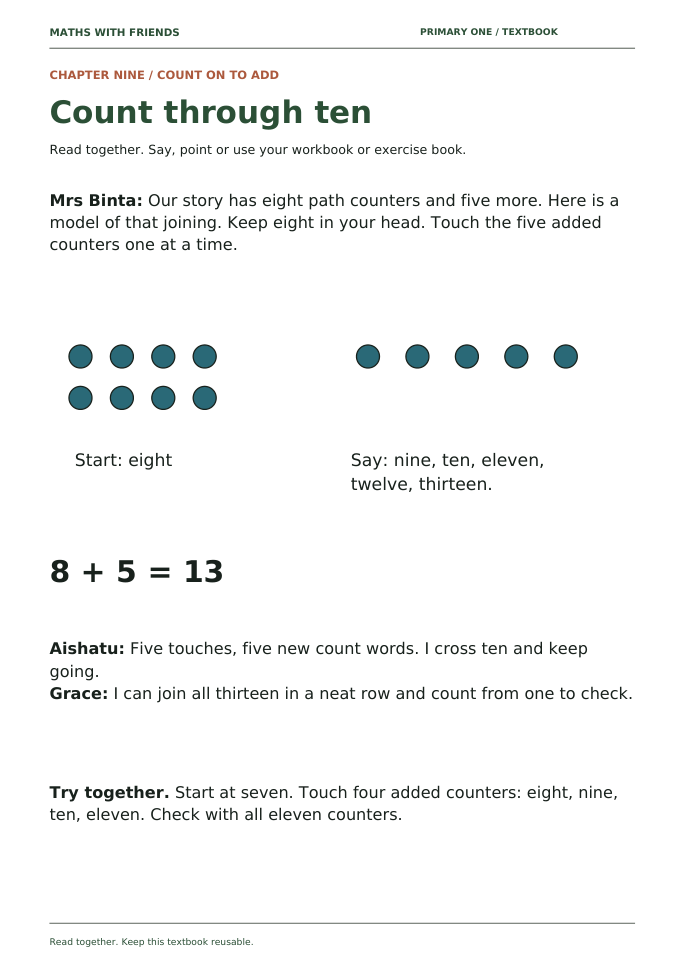 MATHS WITH FRIENDS
PRIMARY ONE / TEXTBOOK
CHAPTER NINE / COUNT ON TO ADD
Count through ten
Read together. Say, point or use your workbook or exercise book.
Mrs Binta: Our story has eight path counters and five more. Here is a
model of that joining. Keep eight in your head. Touch the five added
counters one at a time.
Start: eight
Say: nine, ten, eleven,
twelve, thirteen.
8 + 5 = 13
Aishatu: Five touches, five new count words. I cross ten and keep
going.
Grace: I can join all thirteen in a neat row and count from one to check.
Try together. Start at seven. Touch four added counters: eight, nine,
ten, eleven. Check with all eleven counters.
Read together. Keep this textbook reusable.